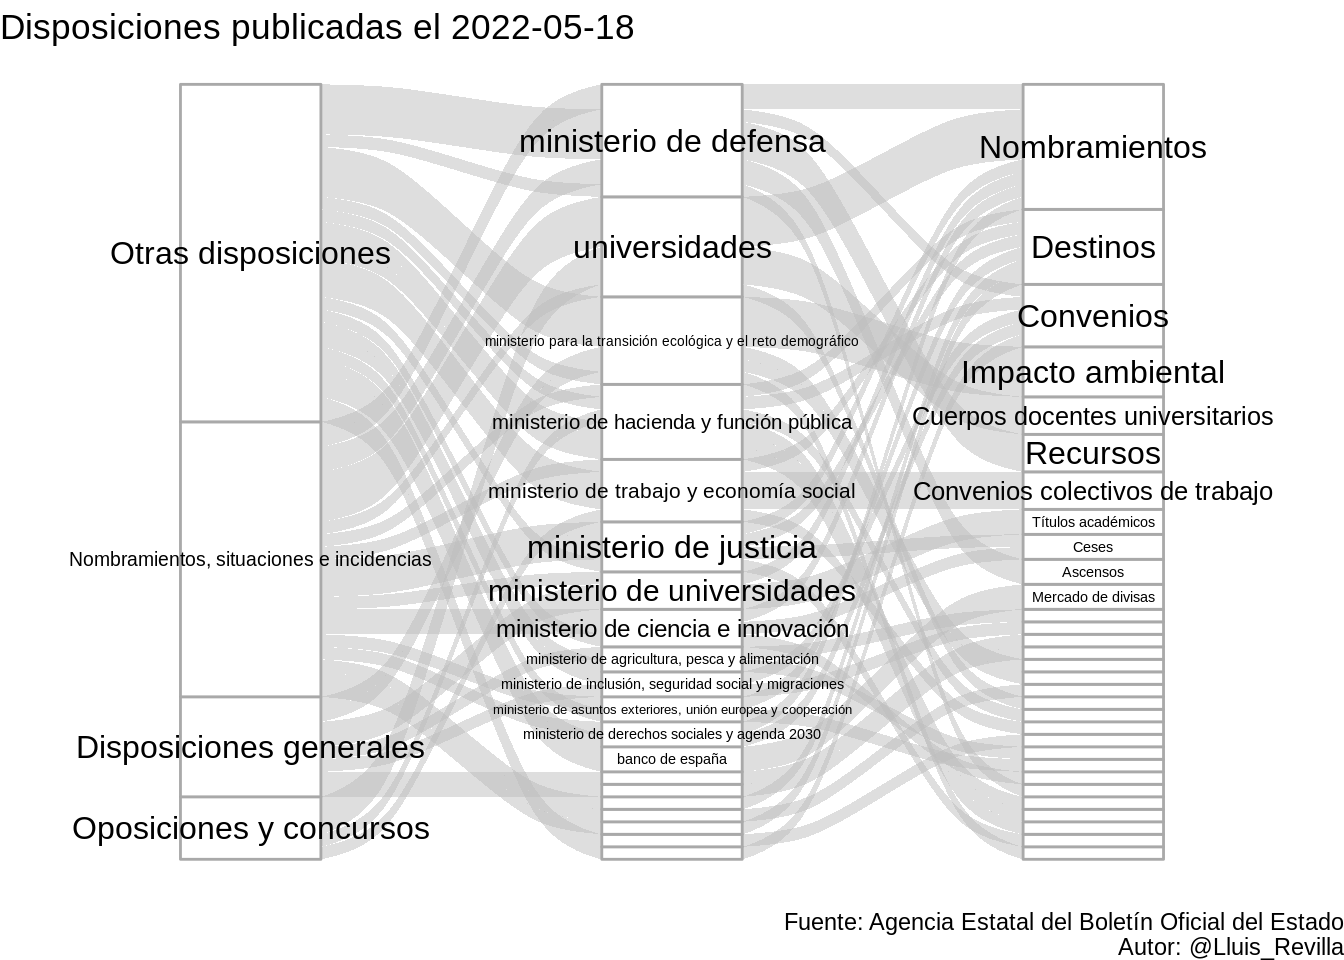 Disposiciones publicadas el 2022-05-18
Otras disposiciones
Nombramientos, situaciones e incidencias
Disposiciones generales
Oposiciones y concursos
ministerio de defensa
universidades
ministerio para la transición ecológica y el reto demográfico
ministerio de hacienda y función pública
ministerio de trabajo y economía social
ministerio de justicia
ministerio de universidades
ministerio de ciencia e innovación
ministerio de agricultura, pesca y alimentación
ministerio de inclusión, seguridad social y migraciones
ministerio de asuntos exteriores, unión europea y cooperación
ministerio de derechos sociales y agenda 2030
banco de españa
Nombramientos
Destinos
Convenios
Impacto ambiental
Cuerpos docentes universitarios
Recursos
Convenios colectivos de trabajo
Títulos académicos
Ceses
Ascensos
Mercado de divisas
Fuente: Agencia Estatal del Boletín Oficial del Estado
Autor: @Lluis_Revilla